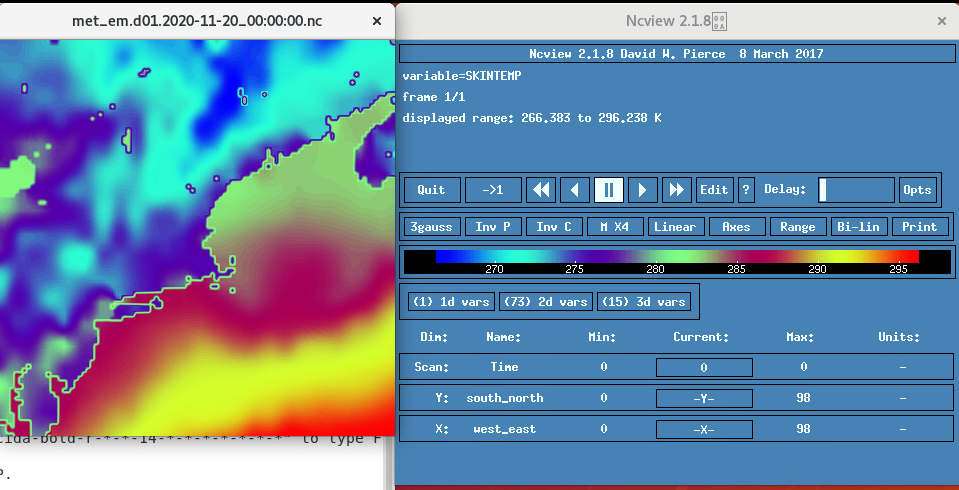 met_em.d01.2020-11-20_00:00:00.nc ×
Ncview 2.1.8 ×
Ncview 2.1.8 David W. Pierce 8 March 2017
variable=SKINTEMP
frame 1/1
displayed range: 266.383 to 296.238 K
Quit ->1 Edit ? Delay: Opts
3gauss Inv P Inv C M X4 Linear Axes Range Bi-lin Print
270 275 280 285 290 295
(1) 1d vars (73) 2d vars (15) 3d vars
Dim: Name: Min: Current: Max: Units:
Scan: Time 0 0 0 -
Y: south_north 0 -Y- 98 -
X: west_east 0 -X- 98 -
-bold-r-*-*-14-*-*-*-*-*-*-*" to type F
P.